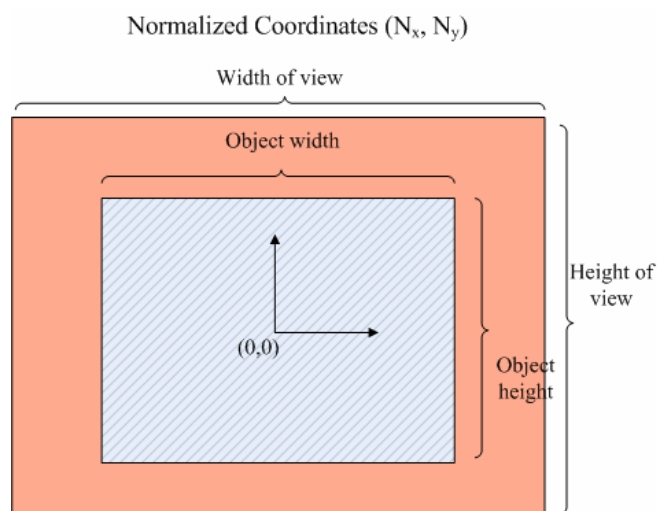 Normalized Coordinates (Nx, Ny)
Width of view
Object width
Height of
view
(0,0)
Object
height